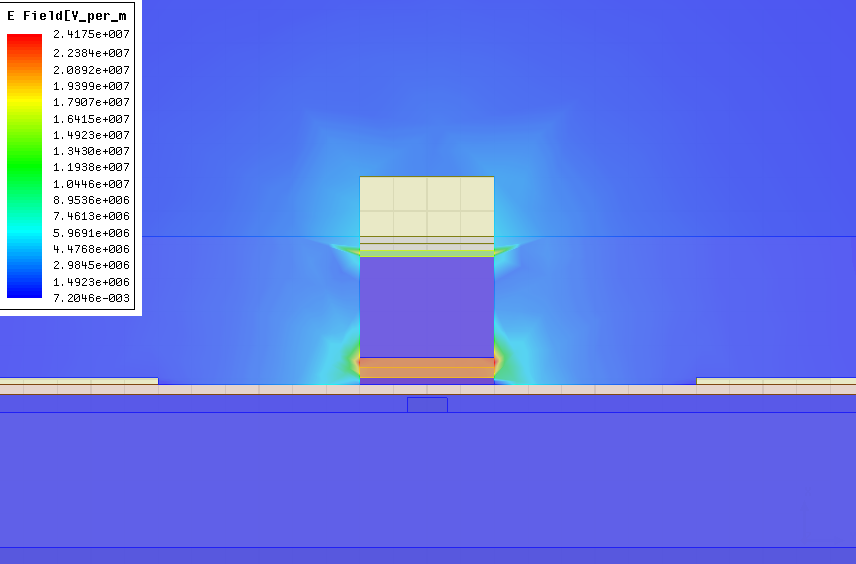 E Field[V_per_m
2.4175e+007
2.2384e+007
2.0892e+007
1.9399e+007
1.7907e+007
1.6415e+007
1.4923e+007
1.3430e+007
1.1938e+007
1.0446e+007
8.9536e+006
7.4613e+006
5.9691e+006
4.4768e+006
2.9845e+006
1.4923e+006
7.2046e-003